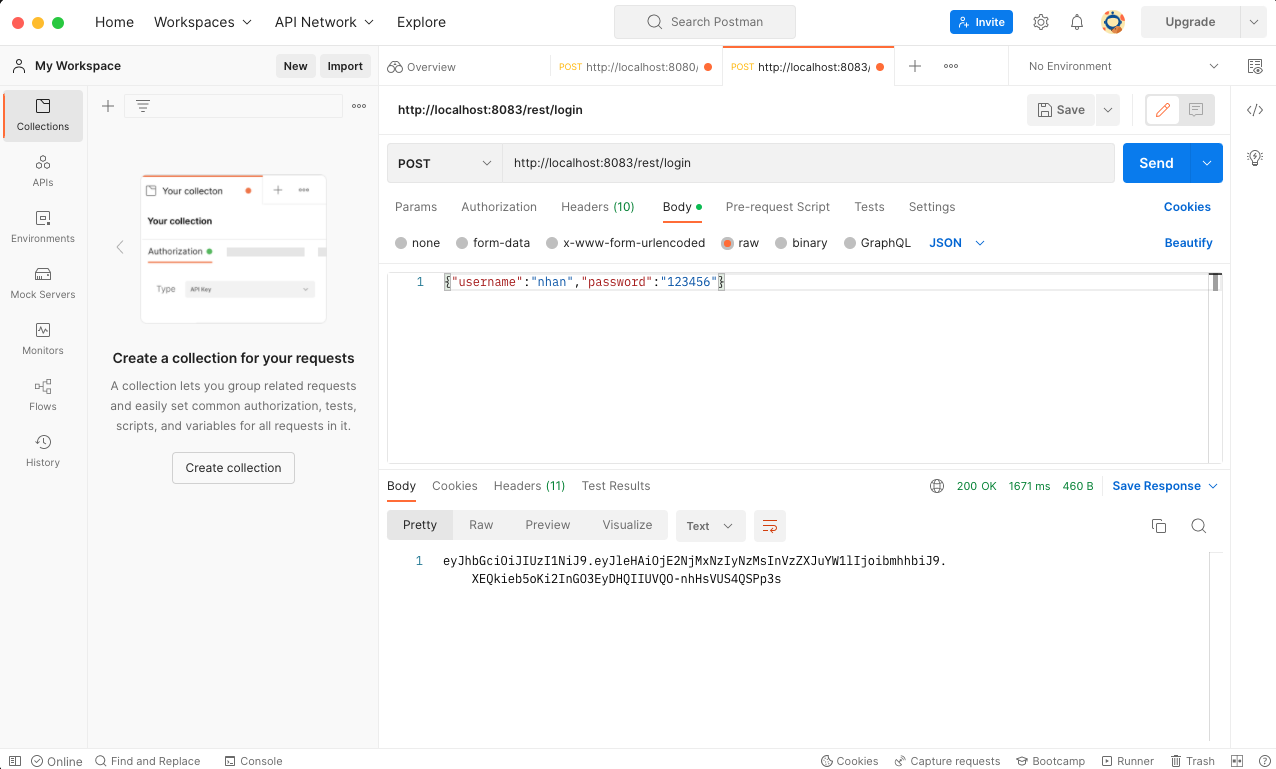 Home Workspaces API Network Explore Search Postman Invite Upgrade
My Workspace New Import
Overview POST http://localhost:8080/ POST http://localhost:8083/ No Environment
Collections
APIs
Environments
Mock Servers
Monitors
Flows
History
Your collecton
Your collection
Authorization
Type API Key
Create a collection for your requests
A collection lets you group related requests
and easily set common authorization, tests,
scripts, and variables for all requests in it.
Create collection
http://localhost:8083/rest/login Save
POST http://localhost:8083/rest/login Send
Params Authorization Headers (10) Body Pre-request Script Tests Settings Cookies
none form-data x-www-form-urlencoded raw binary GraphQL JSON Beautify
1 {"username":"nhan","password":"123456"}
Body Cookies Headers (11) Test Results 200 OK 1671 ms 460 B Save Response
Pretty Raw Preview Visualize Text
1 eyJhbGciOiJIUzI1NiJ9.eyJleHAiOjE2NjMxNzIyNzMsInVzZXJuYW1lIjoibmhhbiJ9.
XEQkieb5oKi2InGO3EyDHQIIUVQO-nhHsVUS4QSPp3s
Online Find and Replace Console Cookies Capture requests Bootcamp Runner Trash